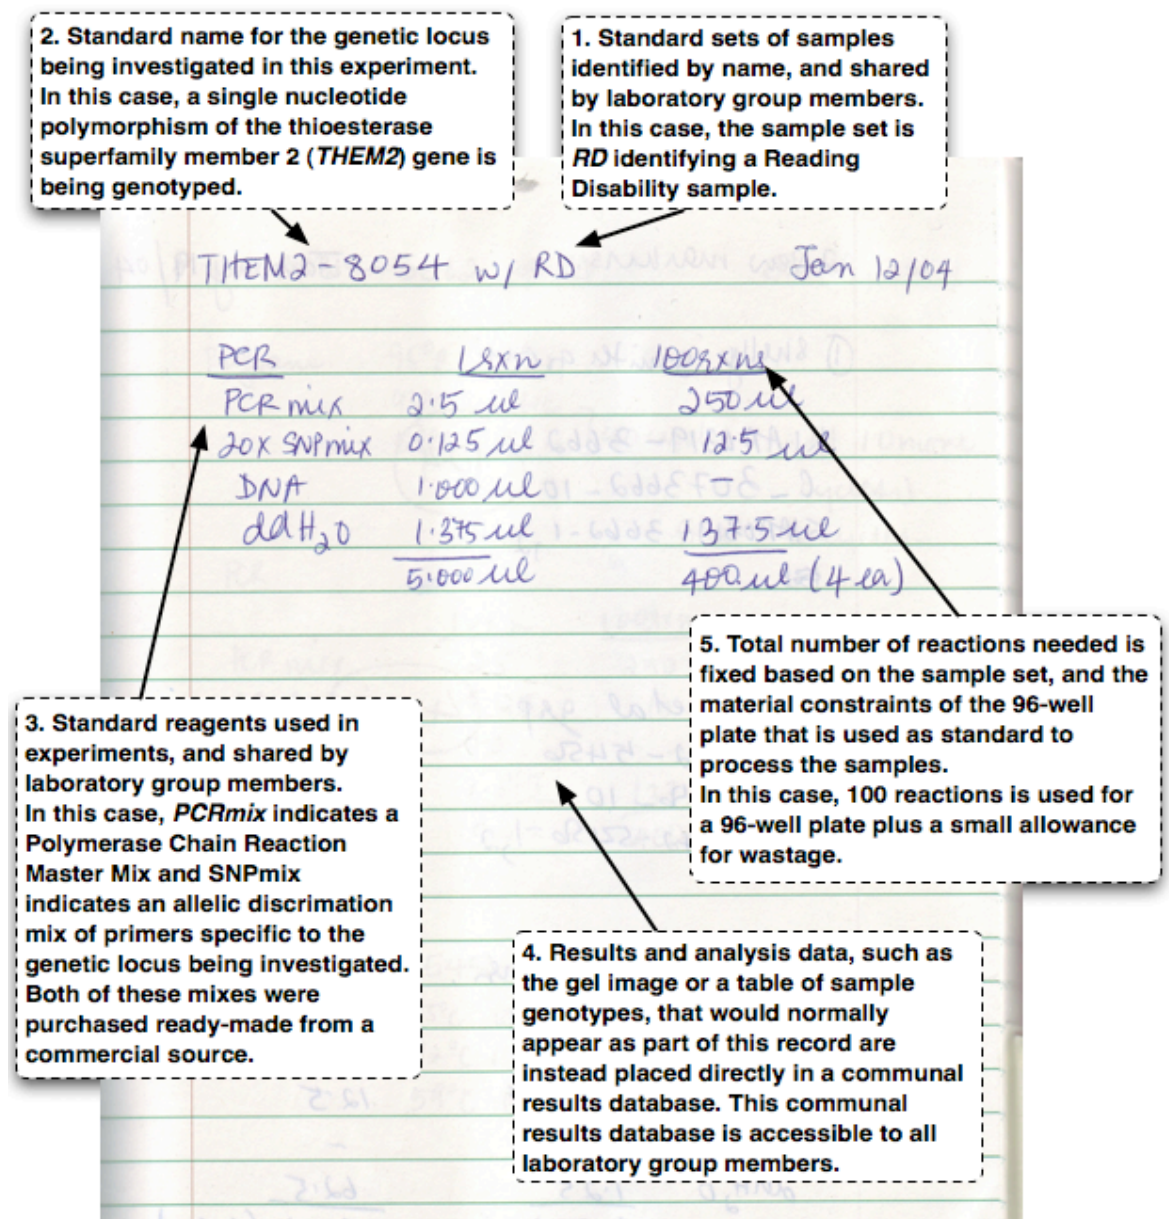 2. Standard name for the genetic locus
being investigated in this experiment.
In this case, a single nucleotide
polymorphism of the thioesterase
superfamily member 2 (THEM2) gene is
being genotyped.
1. Standard sets of samples
identified by name, and shared
by laboratory group members.
In this case, the sample set is
RD identifying a Reading
Disability sample.
THEM2-8054 w/ RD Jan 12/04
PCR 1 rxn 100 rxns
PCR mix 2.5 ul 250 ul
20x SNPmix 0.125 ul 12.5 ul
DNA 1.000 ul -
ddH2O 1.375 ul 137.5 ul
5.000 ul 400 ul (4 ea)
5. Total number of reactions needed is
fixed based on the sample set, and the
material constraints of the 96-well
plate that is used as standard to
process the samples.
In this case, 100 reactions is used for
a 96-well plate plus a small allowance
for wastage.
3. Standard reagents used in
experiments, and shared by
laboratory group members.
In this case, PCRmix indicates a
Polymerase Chain Reaction
Master Mix and SNPmix
indicates an allelic discrimation
mix of primers specific to the
genetic locus being investigated.
Both of these mixes were
purchased ready-made from a
commercial source.
4. Results and analysis data, such as
the gel image or a table of sample
genotypes, that would normally
appear as part of this record are
instead placed directly in a communal
results database. This communal
results database is accessible to all
laboratory group members.